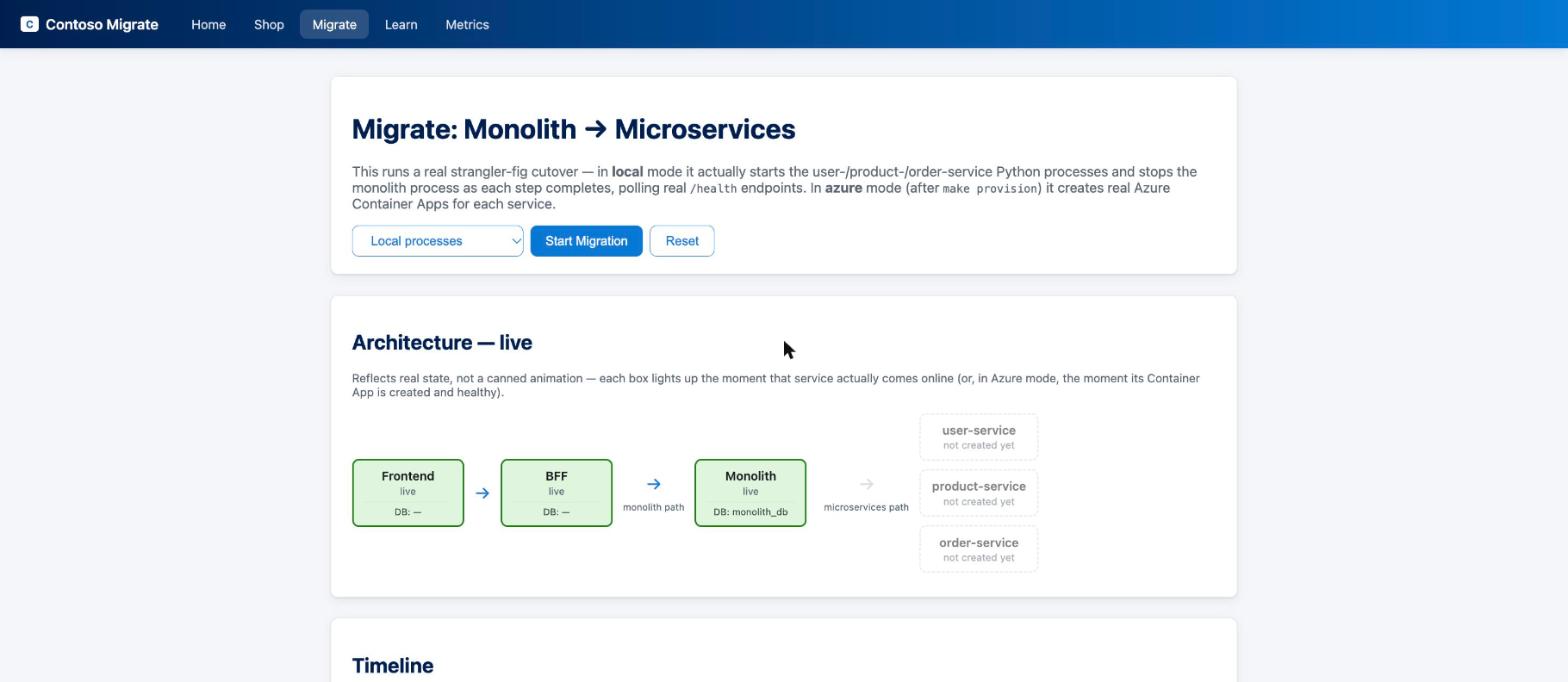 C Contoso Migrate Home Shop Migrate Learn Metrics
Migrate: Monolith → Microservices
This runs a real strangler-fig cutover — in local mode it actually starts the user-/product-/order-service Python processes and stops the
monolith process as each step completes, polling real /health endpoints. In azure mode (after make provision) it creates real Azure
Container Apps for each service.
Local processes Start Migration Reset
Architecture — live
Reflects real state, not a canned animation — each box lights up the moment that service actually comes online (or, in Azure mode, the moment its Container
App is created and healthy).
Frontend
live
DB: —
→
BFF
live
DB: —
→
monolith path
Monolith
live
DB: monolith_db
→
microservices path
user-service
not created yet
product-service
not created yet
order-service
not created yet
Timeline